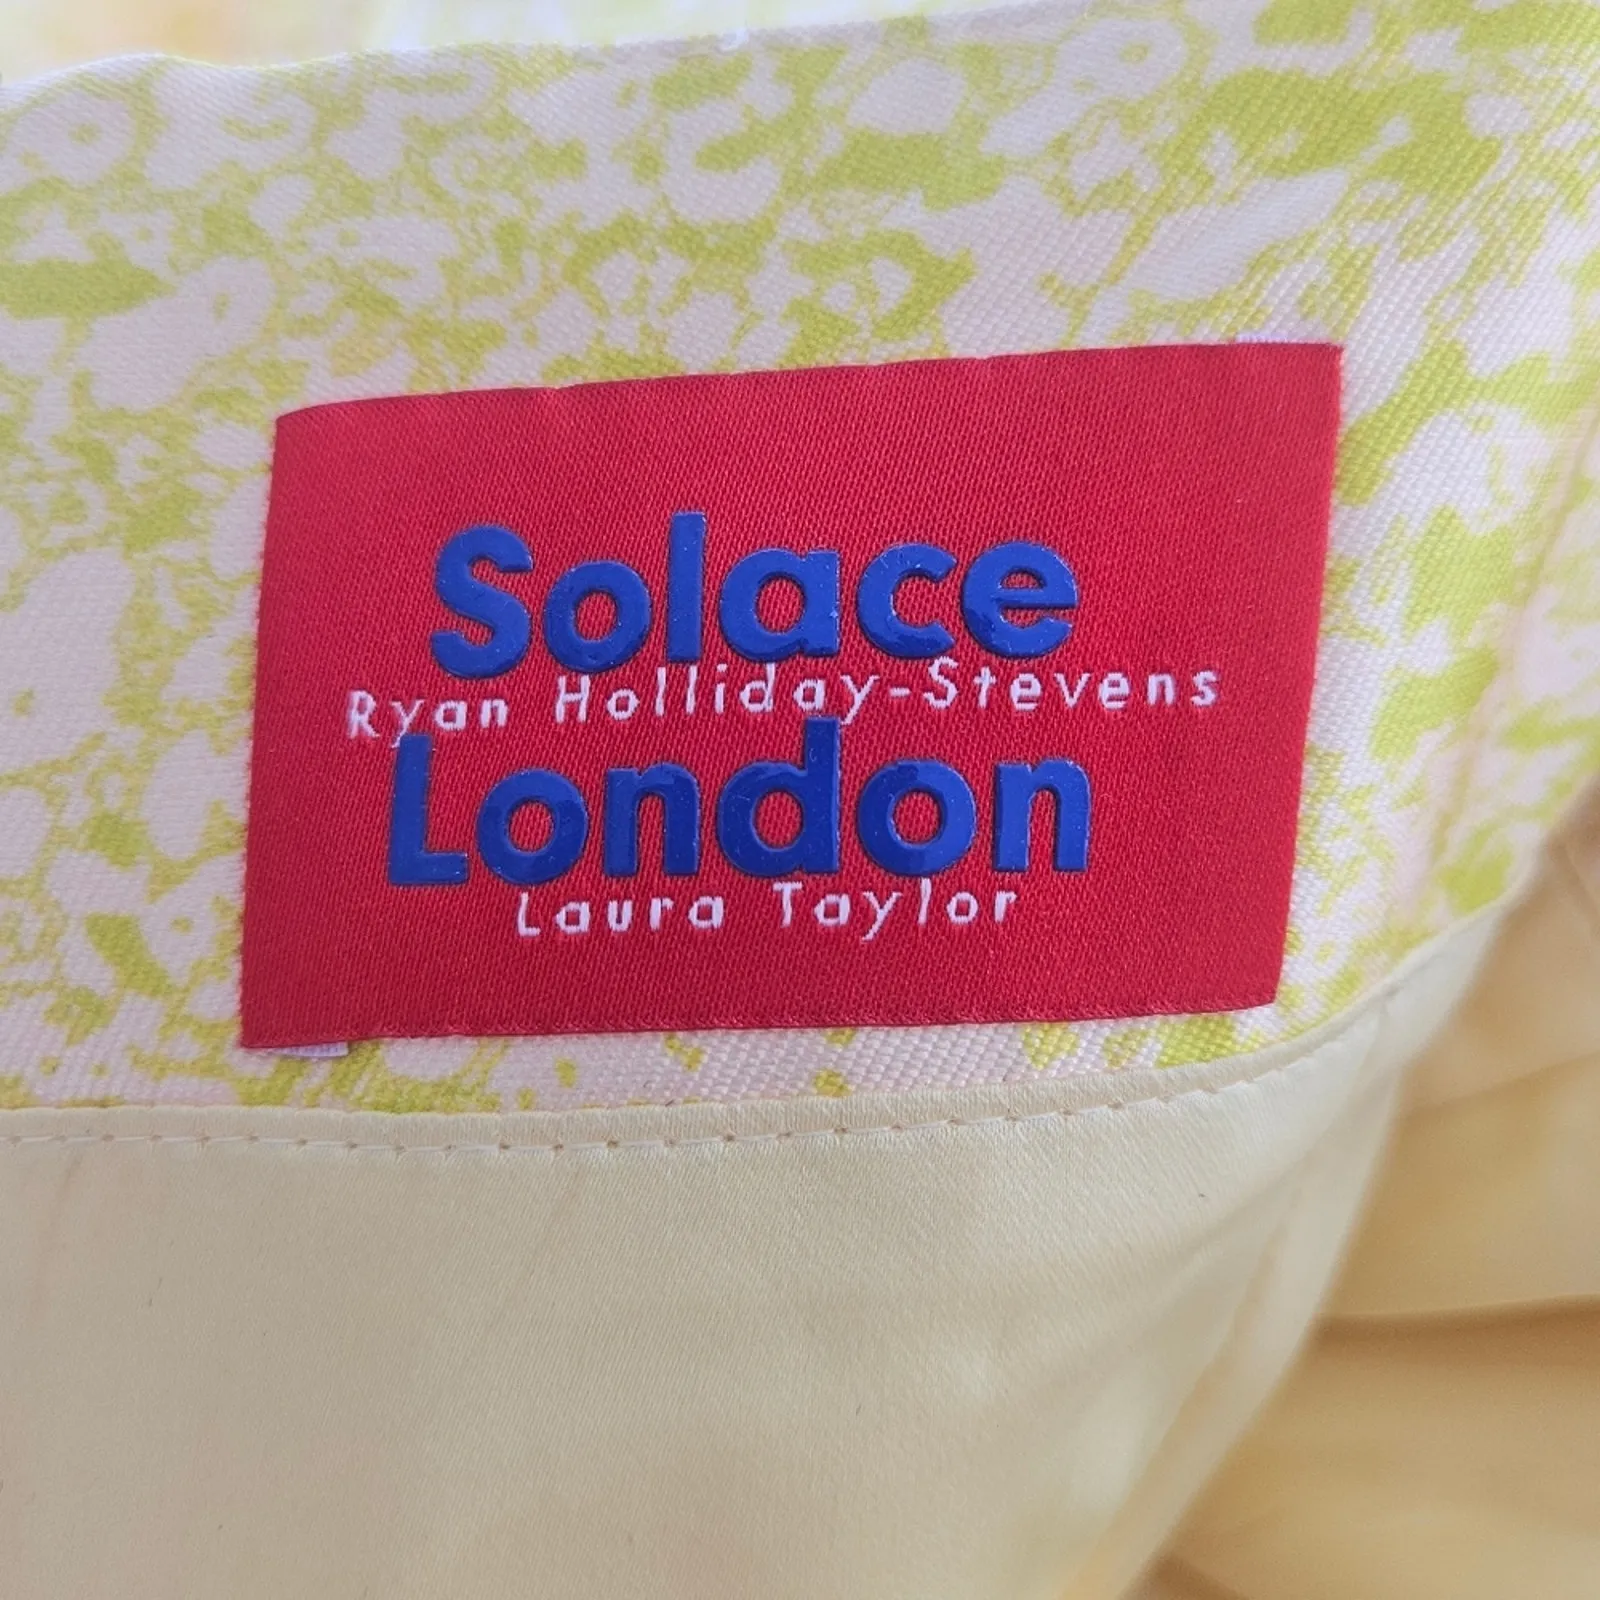 Solace
Ryan Holliday-Stevens
London
Laura Taylor